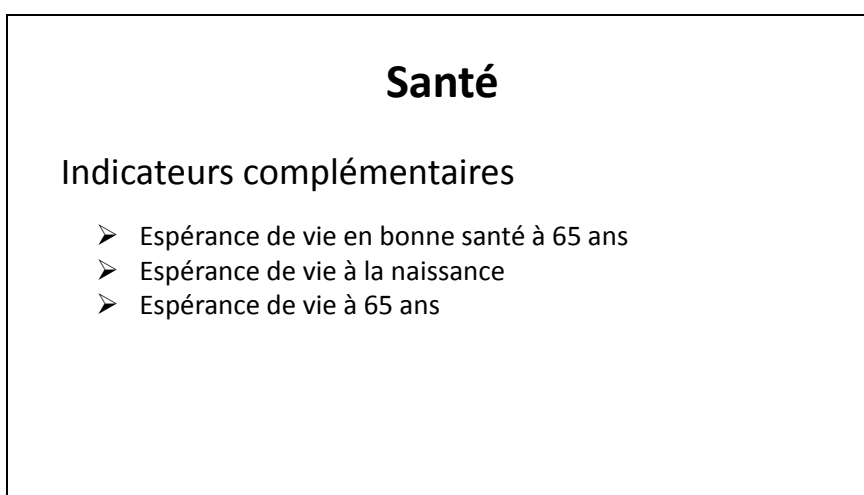 Santé
Indicateurs complémentaires
➢ Espérance de vie en bonne santé à 65 ans
➢ Espérance de vie à la naissance
➢ Espérance de vie à 65 ans